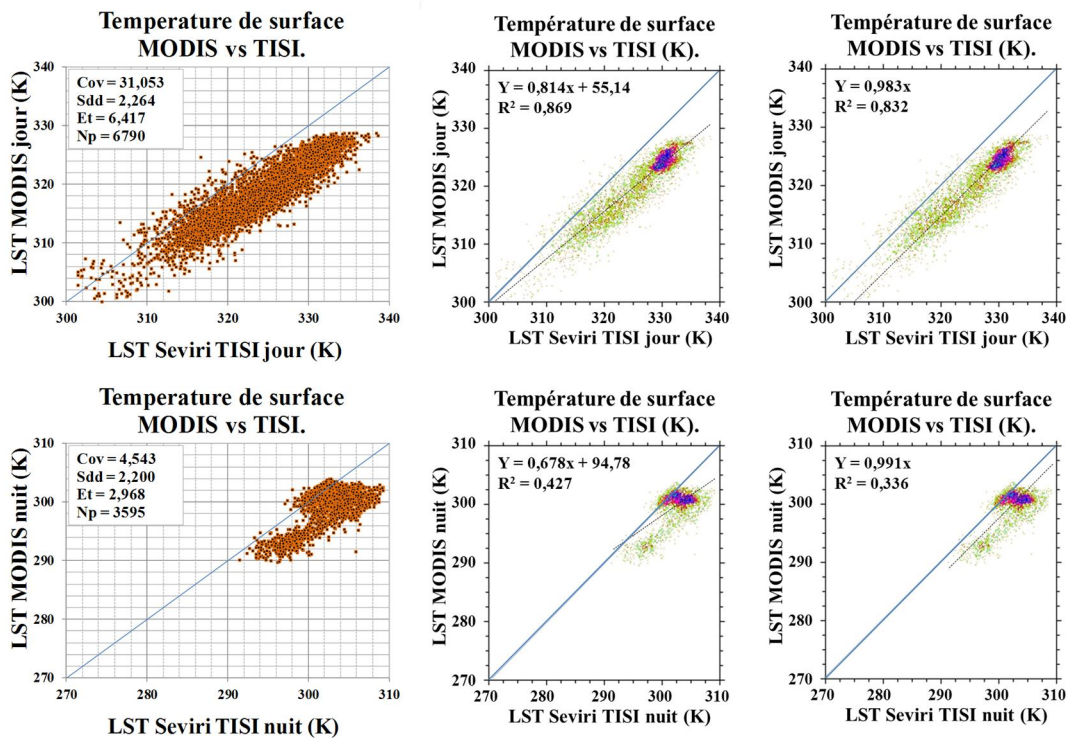 Temperature de surface
MODIS vs TISI.
LST MODIS jour (K)
340
330
320
310
300
Cov = 31,053
Sdd = 2,264
Et = 6,417
Np = 6790
300
310
320
330
340
LST Seviri TISI jour (K)
Température de surface
MODIS vs TISI (K).
LST MODIS jour (K)
340
330
320
310
300
Y = 0,814x + 55,14
R² = 0,869
300
310
320
330
340
LST Seviri TISI jour (K)
Température de surface
MODIS vs TISI (K).
LST MODIS jour (K)
340
330
320
310
300
Y = 0,983x
R² = 0,832
300
310
320
330
340
LST Seviri TISI jour (K)
Temperature de surface
MODIS vs TISI.
LST MODIS nuit (K)
310
300
290
280
270
Cov = 4,543
Sdd = 2,200
Et = 2,968
Np = 3595
270
280
290
300
310
LST Seviri TISI nuit (K)
Température de surface
MODIS vs TISI (K).
LST MODIS nuit (K)
310
300
290
280
270
Y = 0,678x + 94,78
R² = 0,427
270
280
290
300
310
LST Seviri TISI nuit (K)
Température de surface
MODIS vs TISI (K).
LST MODIS nuit (K)
310
300
290
280
270
Y = 0,991x
R² = 0,336
270
280
290
300
310
LST Seviri TISI nuit (K)